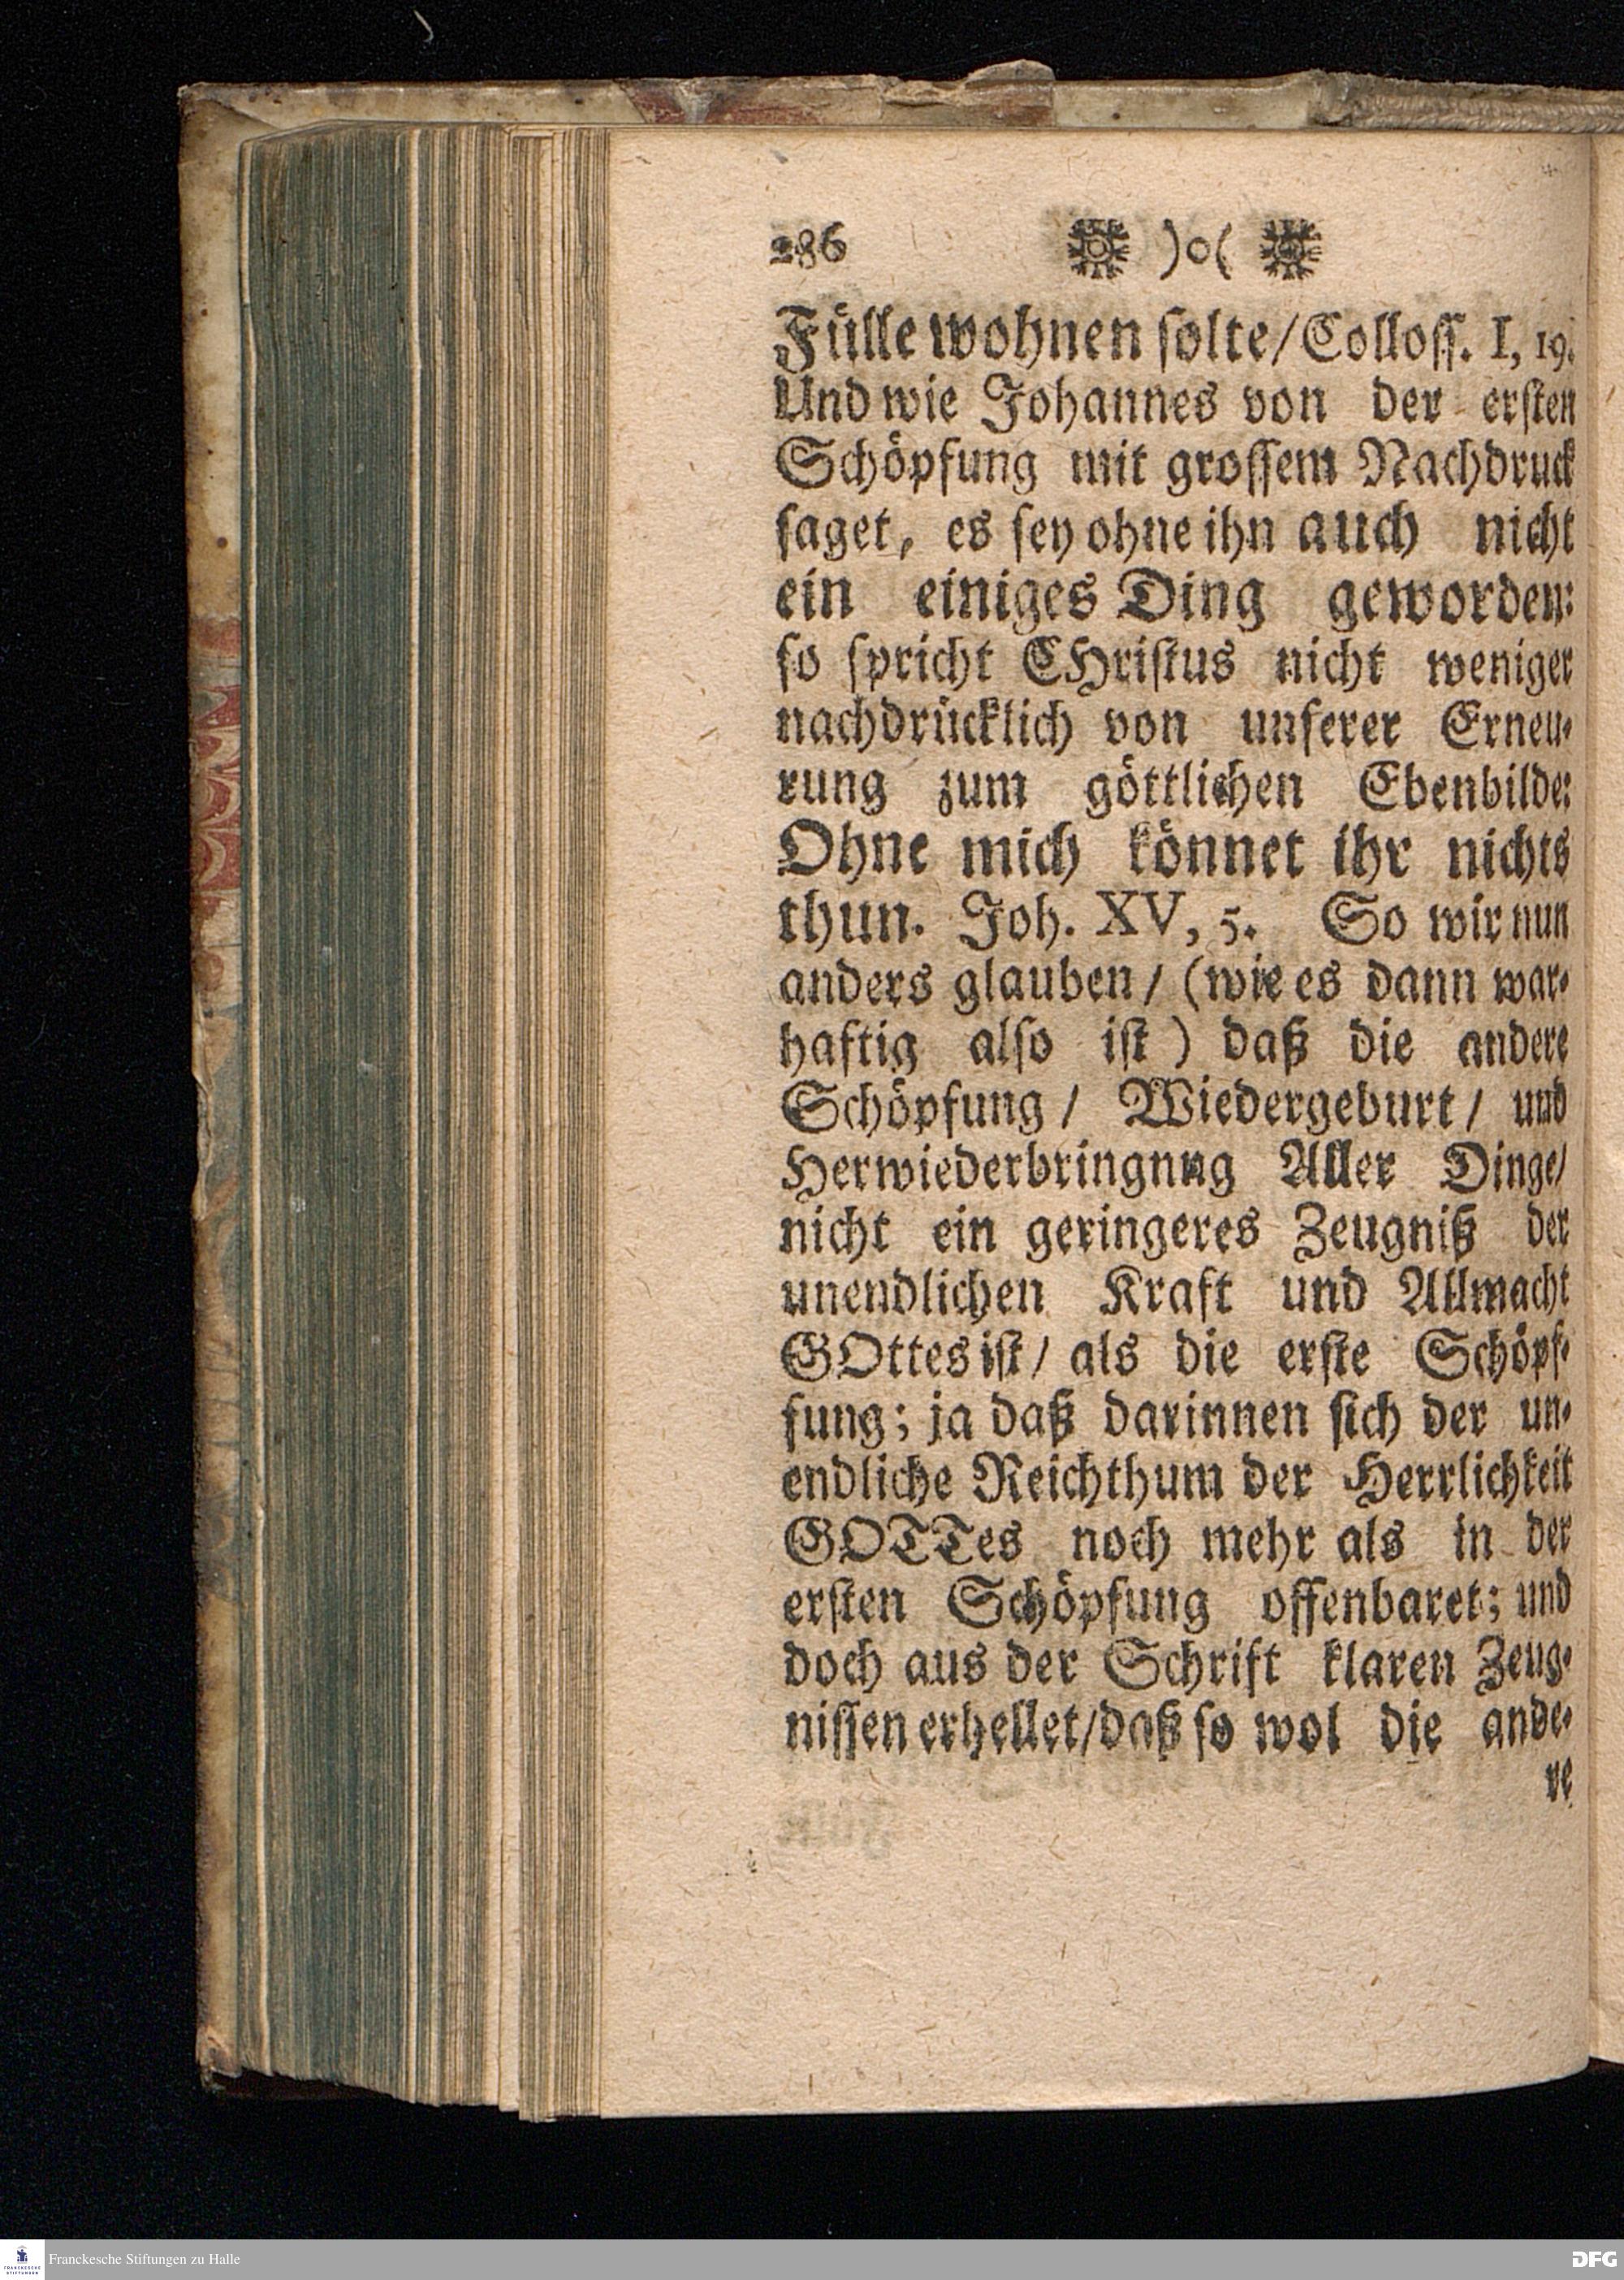 286 )o(
Fülle wohnen solte/ Colloss. I, 19.
Und wie Johannes von der ersten
Schöpfung mit grossem Nachdruck
saget, es sey ohne ihn auch nicht
ein einiges Ding geworden:
so spricht CHristus nicht weniger
nachdrücklich von unserer Erneu-
rung zum göttlichen Ebenbilde:
Ohne mich könnet ihr nichts
thun. Joh. XV, 5. So wir nun
anders glauben/ (wie es dann war-
haftig also ist) daß die andere
Schöpfung/ Wiedergeburt/ und
Herwiederbringnng Aller Dinge/
nicht ein geringeres Zeugniß der
unendlichen Kraft und Allmacht
GOttes ist/ als die erste Schöpf-
fung; ja daß darinnen sich der un-
endliche Reichthum der Herrlichkeit
GOTTes noch mehr als in der
ersten Schöpfung offenbaret; und
doch aus der Schrift klaren Zeug-
nissen erhellet/daß so wol die ande-
re
Franckesche Stiftungen zu Halle
DFG
FRANCKESCHE
STIFTUNGEN